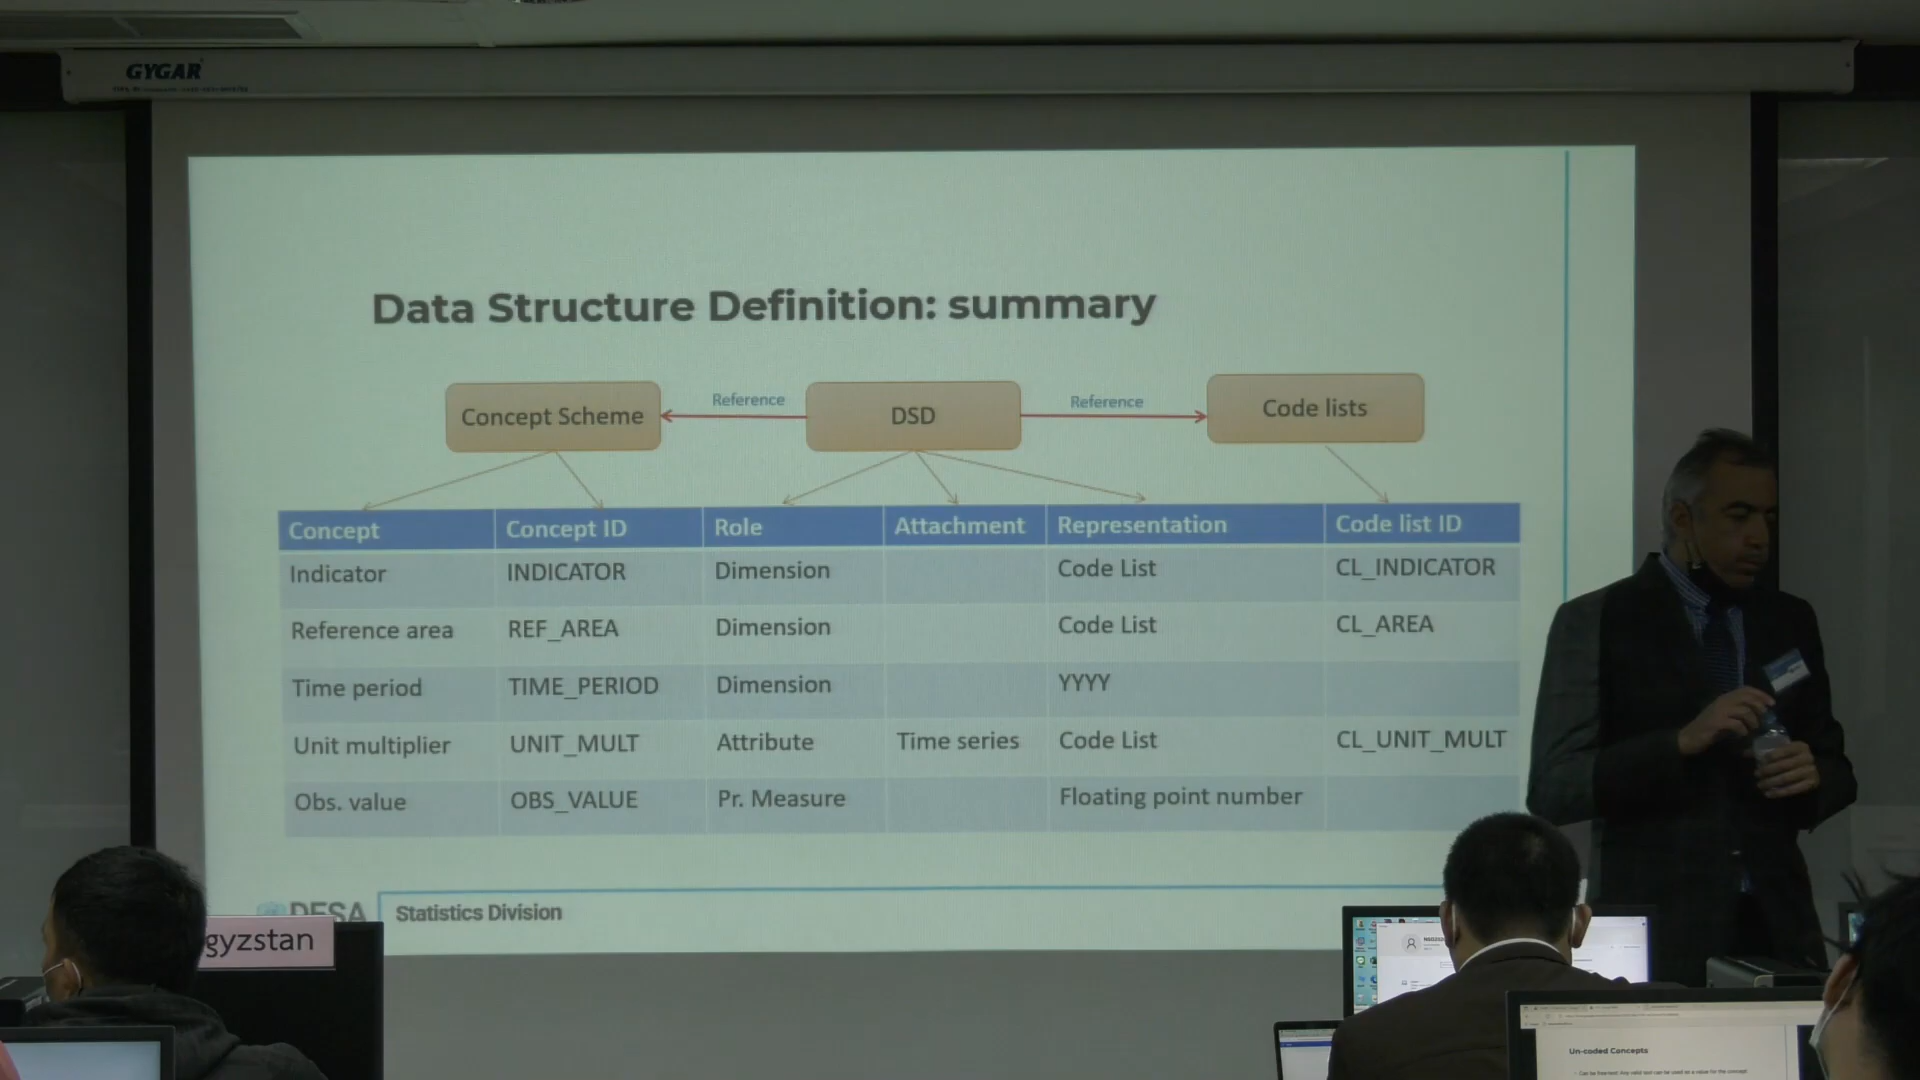 GYGAR
Data Structure Definition: summary
Concept Scheme
Reference
DSD
Reference
Code lists
Concept Concept ID Role Attachment Representation Code list ID
Indicator INDICATOR Dimension Code List CL_INDICATOR
Reference area REF_AREA Dimension Code List CL_AREA
Time period TIME_PERIOD Dimension YYYY
Unit multiplier UNIT_MULT Attribute Time series Code List CL_UNIT_MULT
Obs. value OBS_VALUE Pr. Measure Floating point number
DESA Statistics Division
gyzstan
Un-coded Concepts